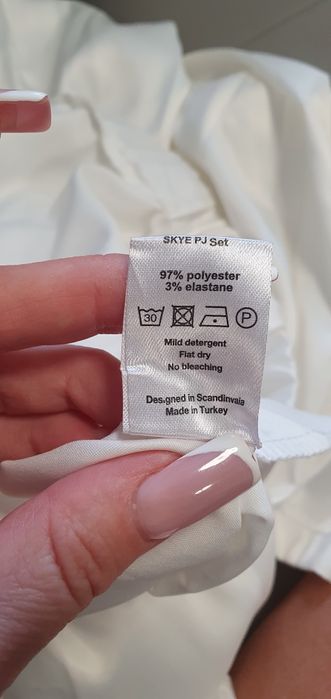 SKYE PJ Set
97% polyester
3% elastane
30 P
Mild detergent
Flat dry
No bleaching
Designed in Scandinvaia
Made in Turkey